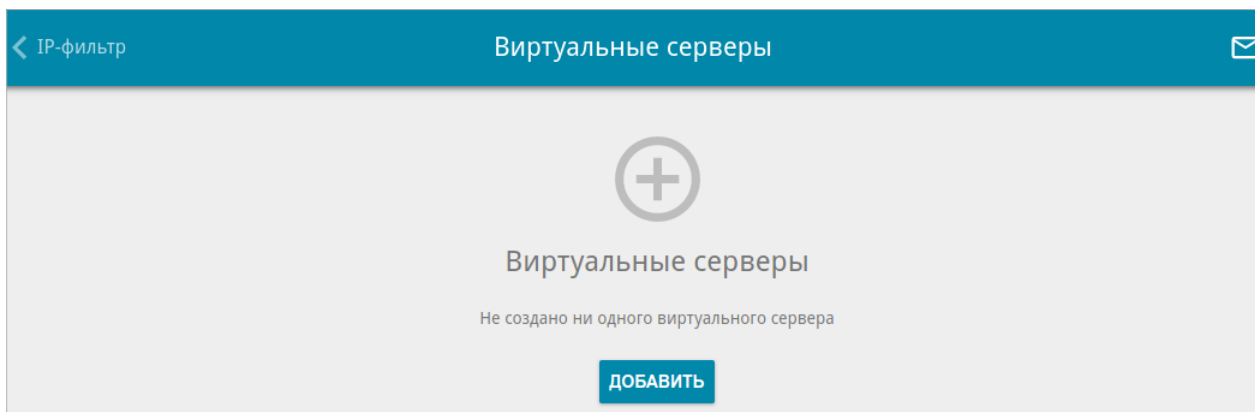 IP-фильтр
Виртуальные серверы
Виртуальные серверы
Не создано ни одного виртуального сервера
ДОБАВИТЬ